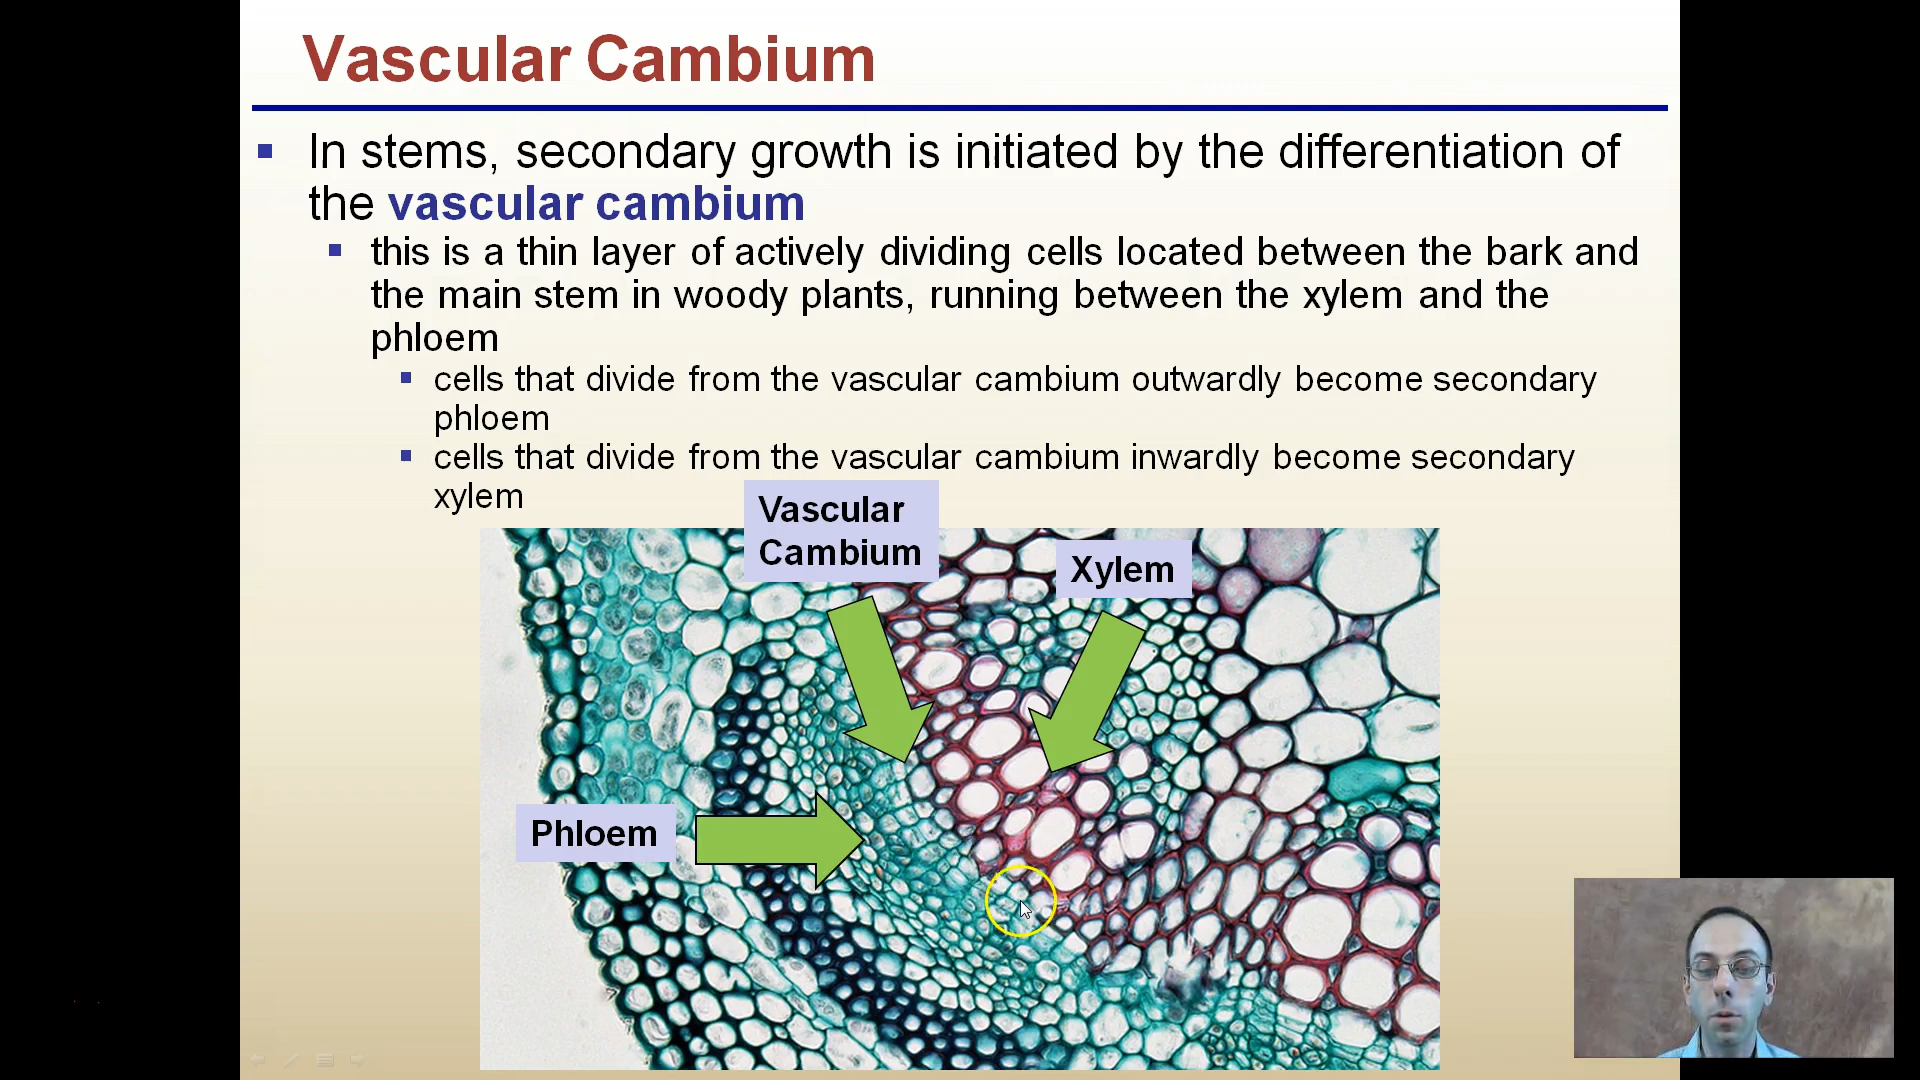 Vascular Cambium
In stems, secondary growth is initiated by the differentiation of
the vascular cambium
this is a thin layer of actively dividing cells located between the bark and
the main stem in woody plants, running between the xylem and the
phloem
cells that divide from the vascular cambium outwardly become secondary
phloem
cells that divide from the vascular cambium inwardly become secondary
xylem
Vascular
Cambium
Xylem
Phloem